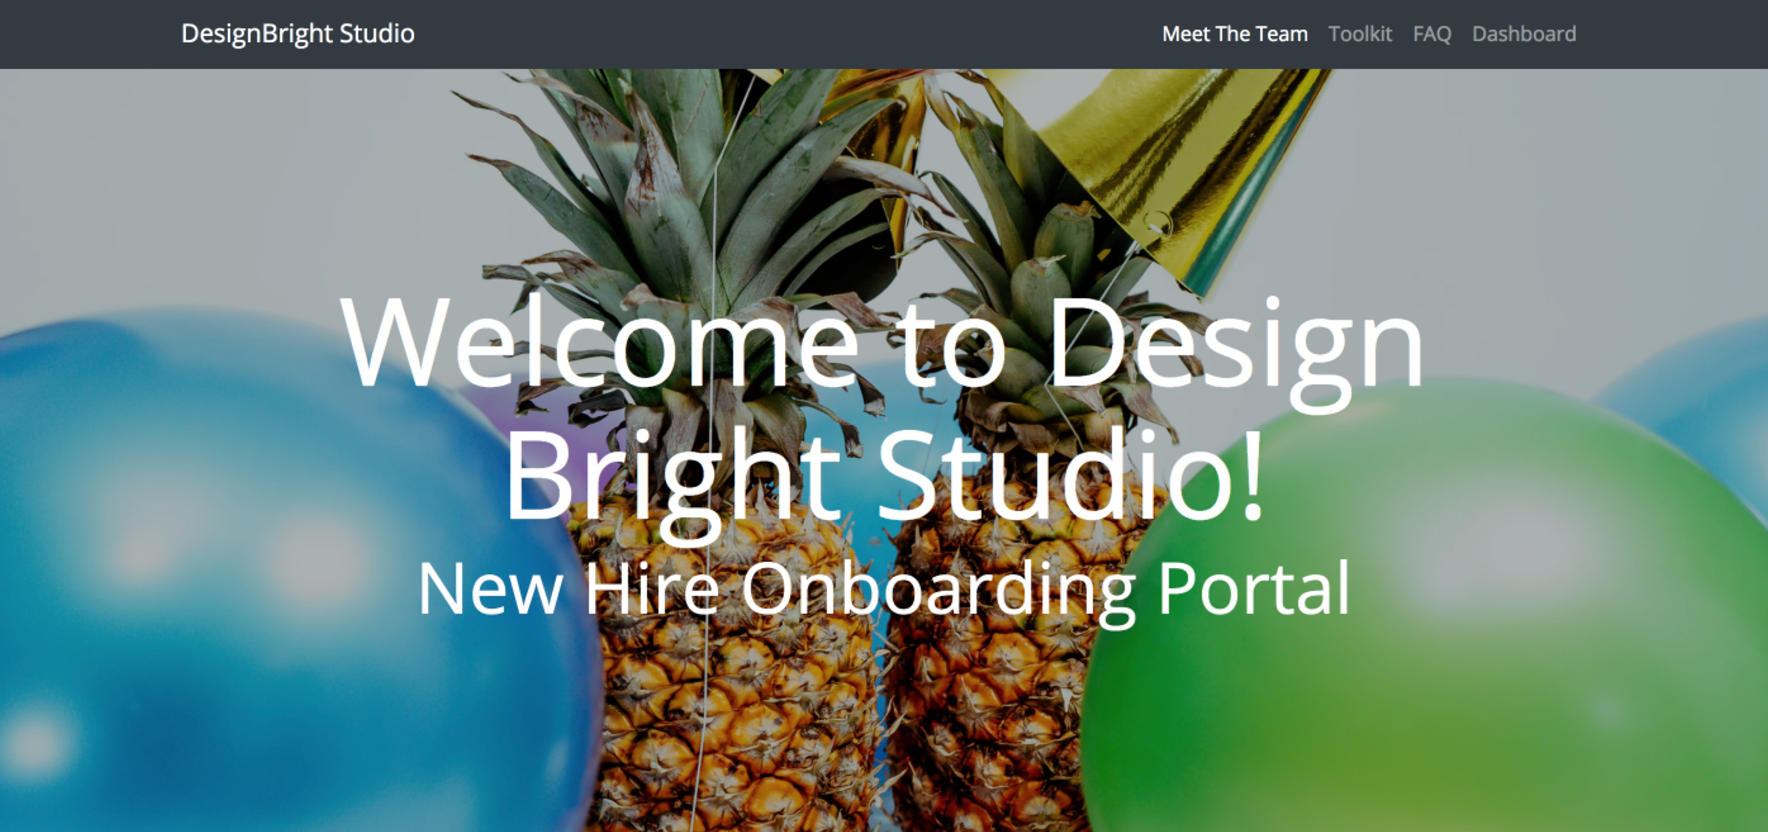 DesignBright Studio
Meet The Team Toolkit FAQ Dashboard
Welcome to Design
Bright Studio!
New Hire Onboarding Portal